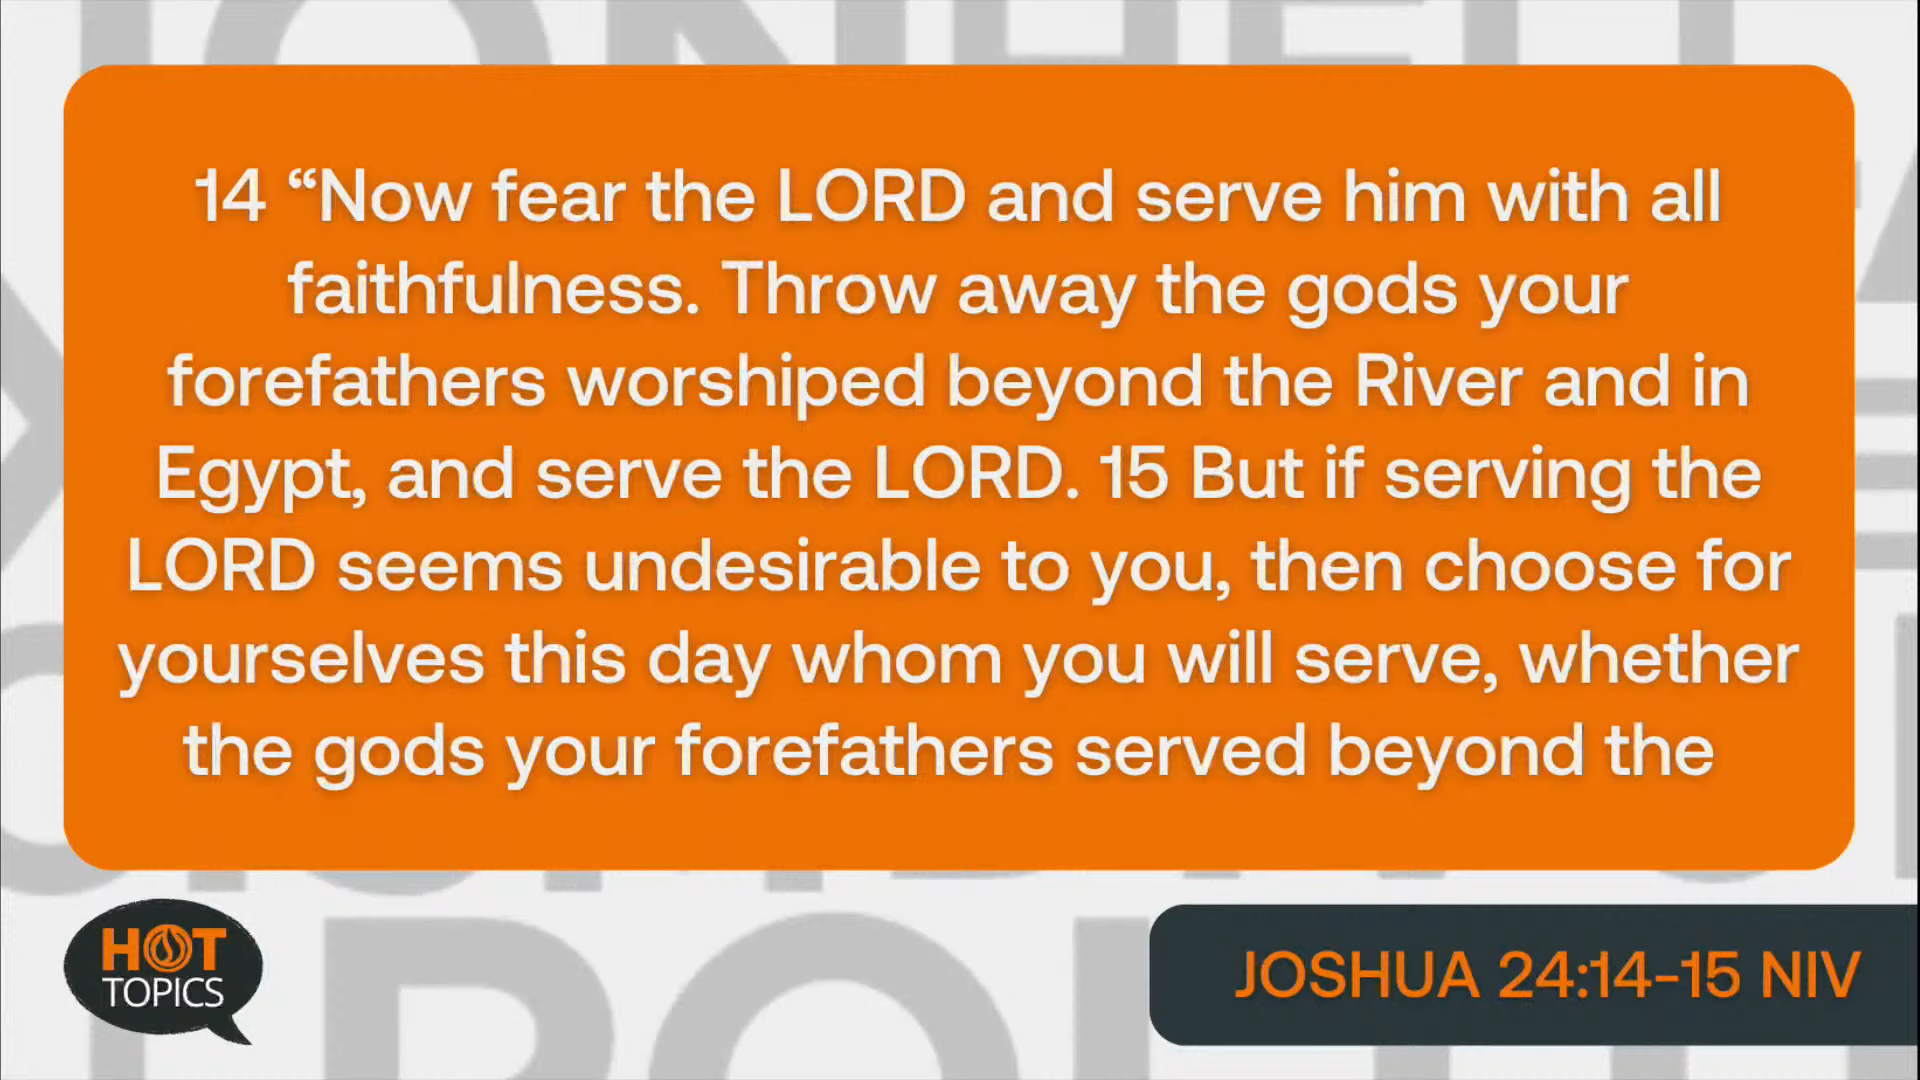 14 “Now fear the LORD and serve him with all
faithfulness. Throw away the gods your
forefathers worshiped beyond the River and in
Egypt, and serve the LORD. 15 But if serving the
LORD seems undesirable to you, then choose for
yourselves this day whom you will serve, whether
the gods your forefathers served beyond the
HOT
TOPICS
JOSHUA 24:14-15 NIV